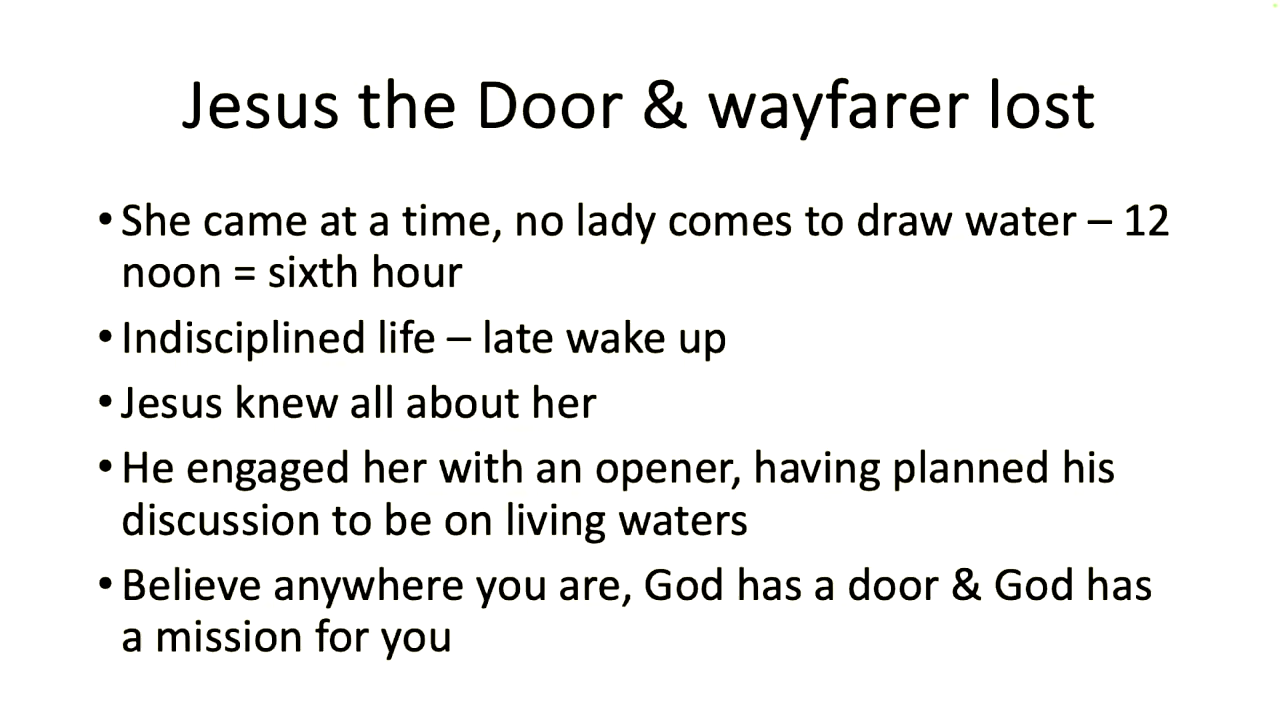 Jesus the Door & wayfarer lost
• She came at a time, no lady comes to draw water – 12
noon = sixth hour
• Indisciplined life – late wake up
• Jesus knew all about her
• He engaged her with an opener, having planned his
discussion to be on living waters
• Believe anywhere you are, God has a door & God has
a mission for you